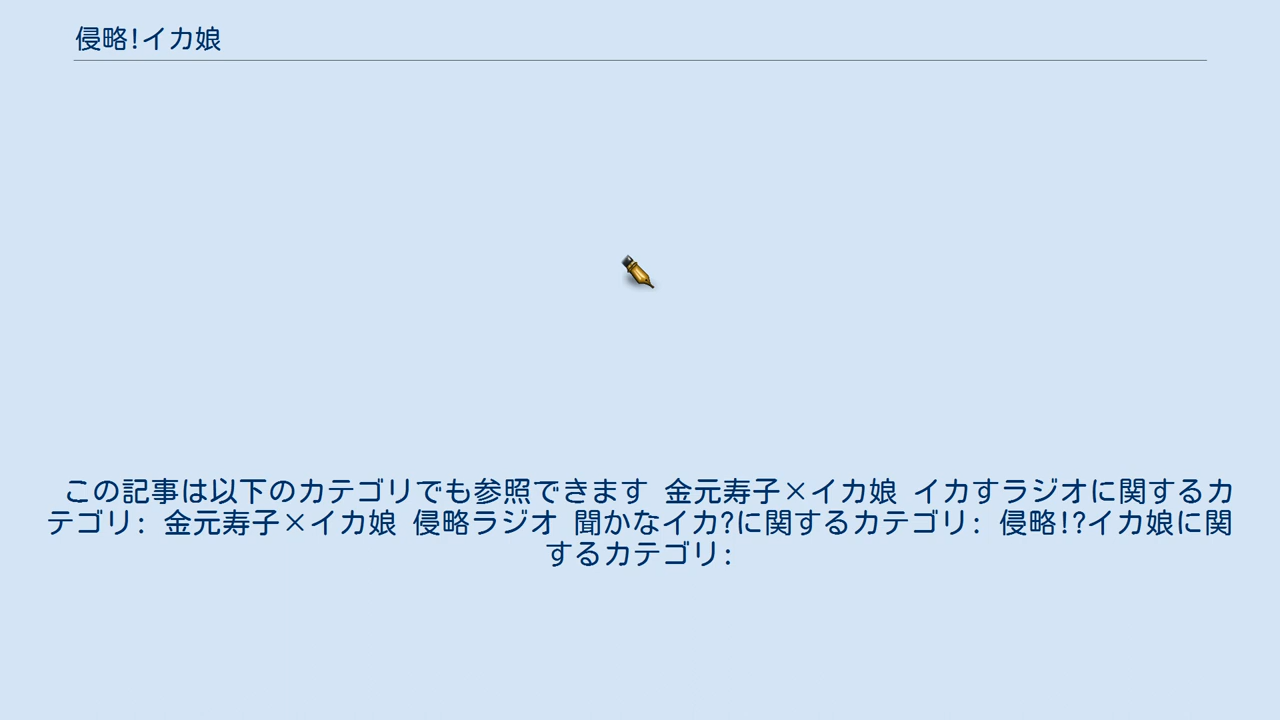 侵略!イカ娘
この記事は以下のカテゴリでも参照できます 金元寿子×イカ娘 イカすラジオに関するカ
テゴリ: 金元寿子×イカ娘 侵略ラジオ 聞かなイカ?に関するカテゴリ: 侵略!?イカ娘に関
するカテゴリ: